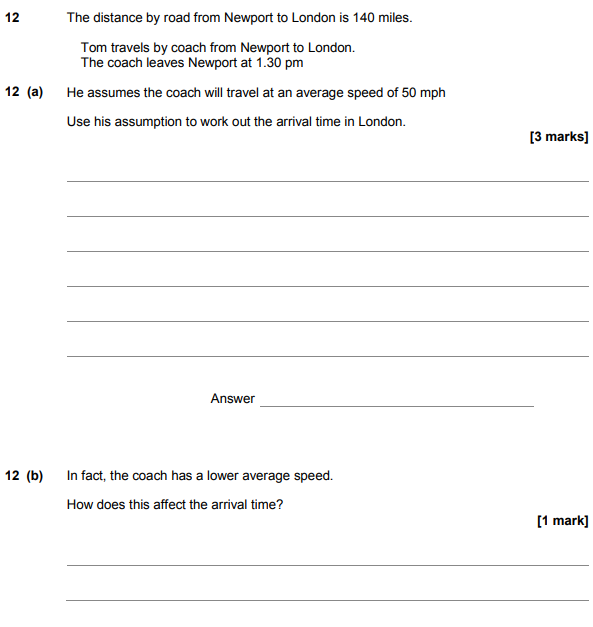 12 The distance by road from Newport to London is 140 miles.
Tom travels by coach from Newport to London.
The coach leaves Newport at 1.30 pm
12 (a) He assumes the coach will travel at an average speed of 50 mph
Use his assumption to work out the arrival time in London.
[3 marks]
Answer
12 (b) In fact, the coach has a lower average speed.
How does this affect the arrival time?
[1 mark]